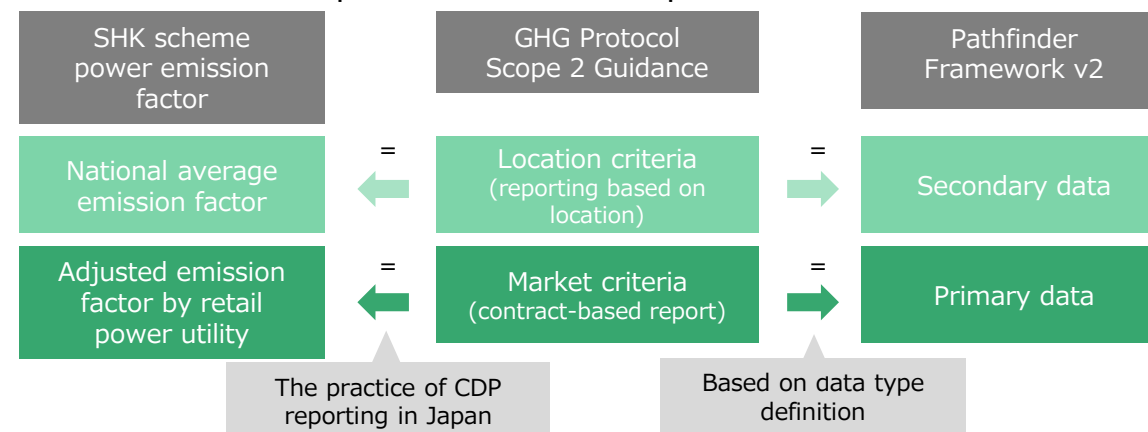 SHK scheme
power emission
factor
GHG Protocol
Scope 2 Guidance
Pathfinder
Framework v2
National average
emission factor
=
Location criteria
(reporting based on
location)
=
Secondary data
Adjusted emission
factor by retail
power utility
=
Market criteria
(contract-based report)
=
Primary data
The practice of CDP
reporting in Japan
Based on data type
definition